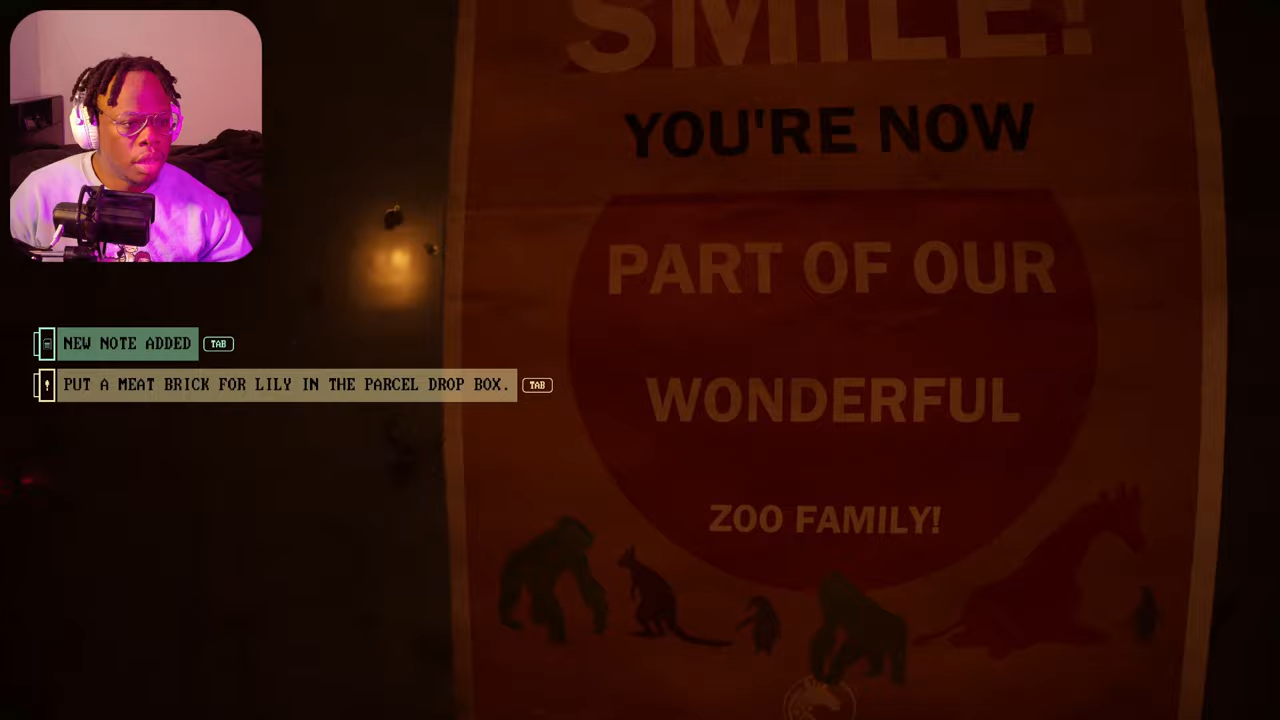 SMILE!
YOU'RE NOW
PART OF OUR
WONDERFUL
ZOO FAMILY!
NEW NOTE ADDED TAB
PUT A MEAT BRICK FOR LILY IN THE PARCEL DROP BOX. TAB